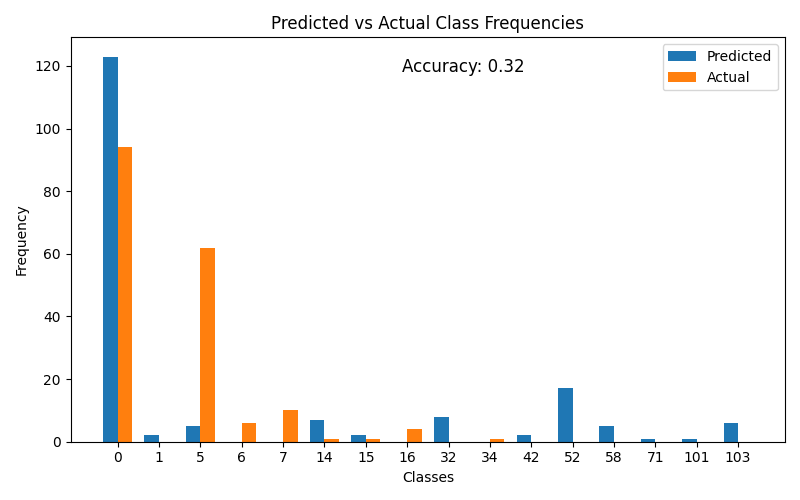 Predicted vs Actual Class Frequencies
Accuracy: 0.32
Predicted
Actual
Frequency
120
100
80
60
40
20
0
0 1 5 6 7 14 15 16 32 34 42 52 58 71 101 103
Classes